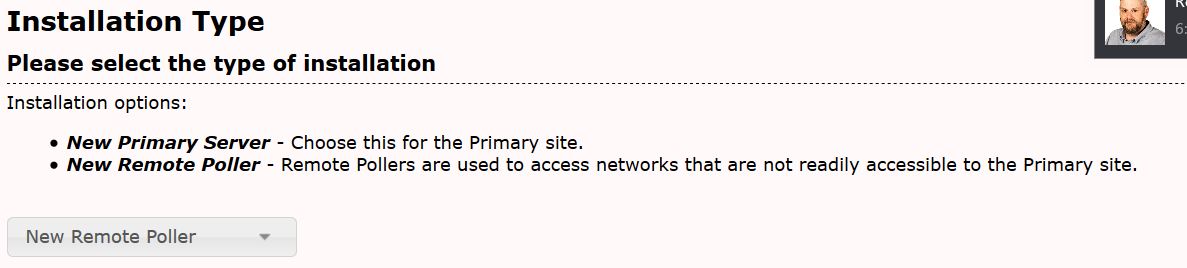 Installation Type
Please select the type of installation
Installation options:
New Primary Server - Choose this for the Primary site.
New Remote Poller - Remote Pollers are used to access networks that are not readily accessible to the Primary site.
New Remote Poller